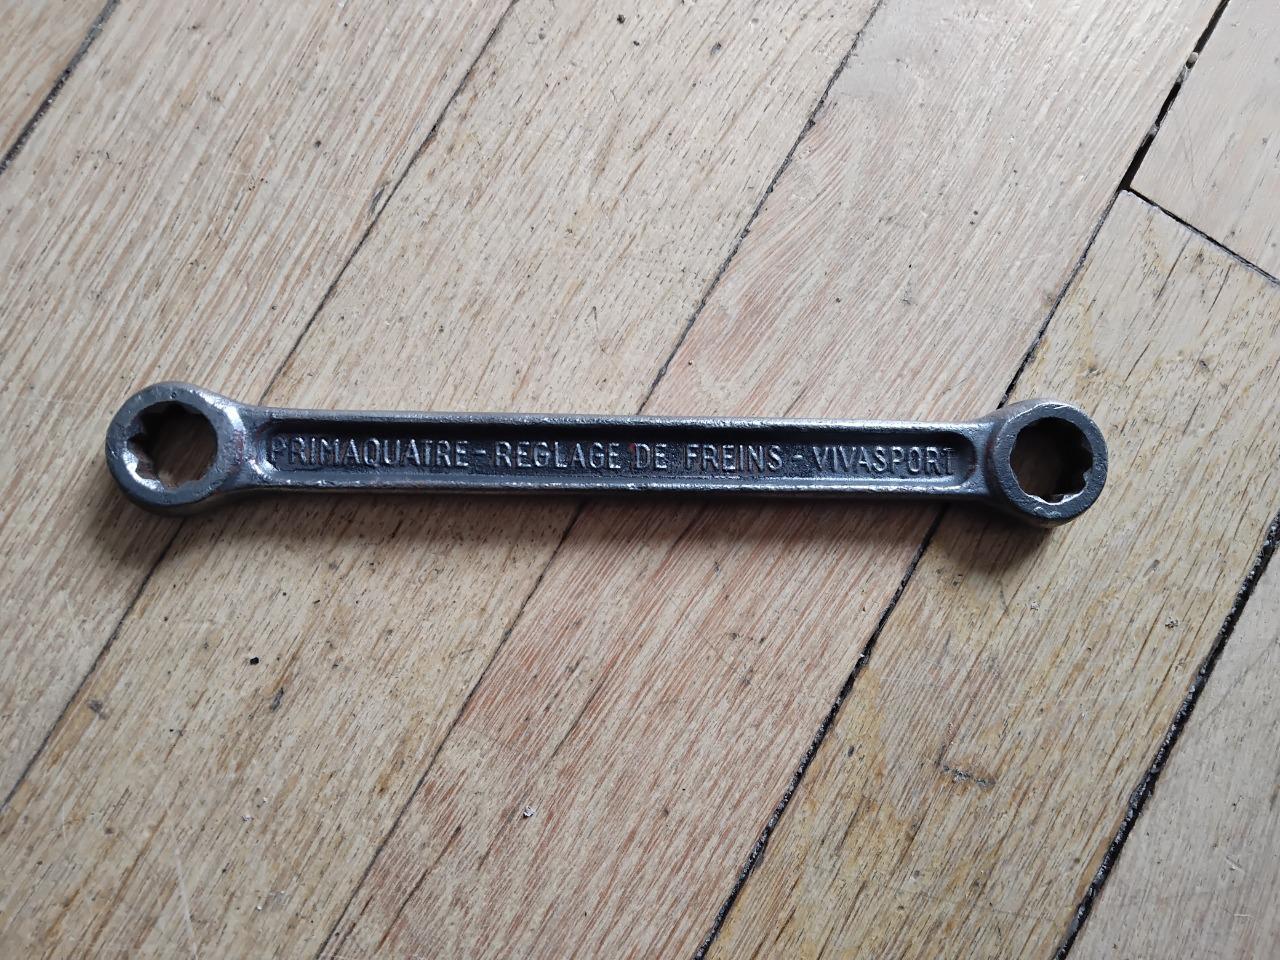 PRIMAQUATRE - REGLAGE DE FREINS - VIVASPORT